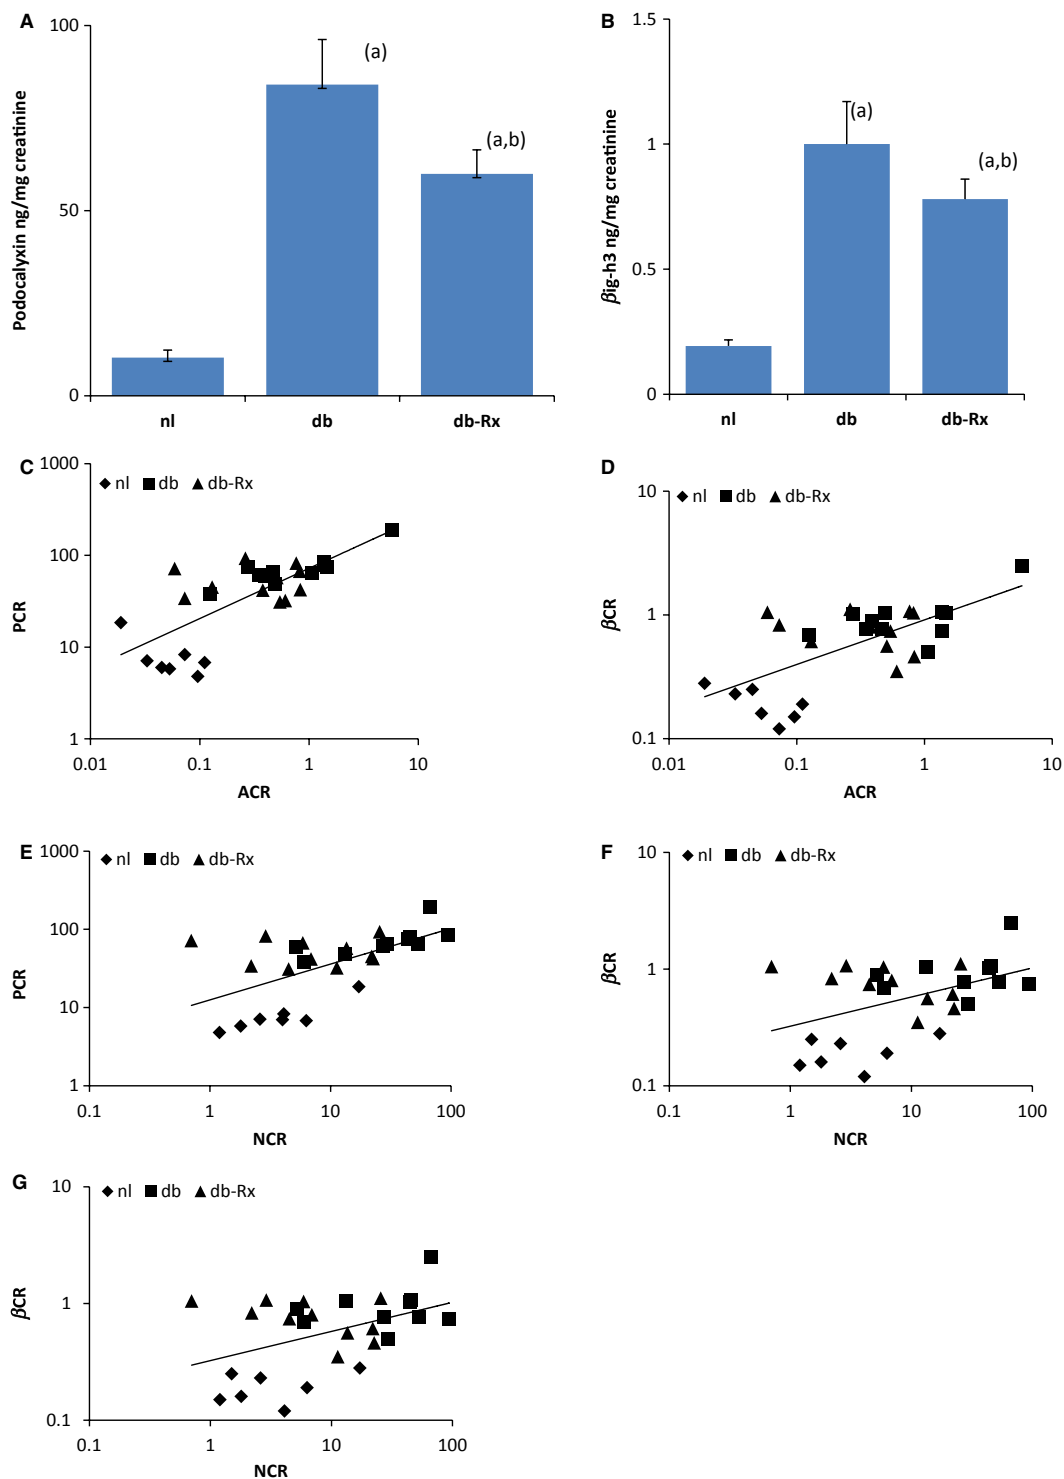 A
100
50
0
Podocalyxin ng/mg creatinine
(a)
(a,b)
nl db db-Rx
B
1.5
1
0.5
0
βig-h3 ng/mg creatinine
(a)
(a,b)
nl db db-Rx
C
1000
100
10
1
PCR
nl db db-Rx
0.01 0.1 1 10
ACR
D
10
1
0.1
βCR
nl db db-Rx
0.01 0.1 1 10
ACR
E
1000
100
10
1
PCR
nl db db-Rx
0.1 1 10 100
NCR
F
10
1
0.1
βCR
nl db db-Rx
0.1 1 10 100
NCR
G
10
1
0.1
βCR
nl db db-Rx
0.1 1 10 100
NCR